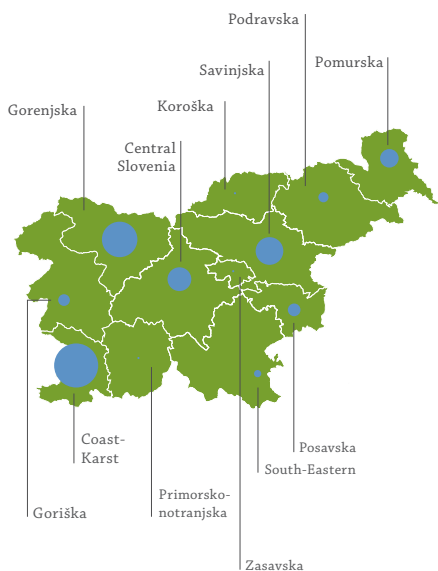 Podravska
Savinjska
Pomurska
Gorenjska
Koroška
Central
Slovenia
Coast-
Karst
Posavska
South-Eastern
Goriška
Primorsko-
notranjska
Zasavska